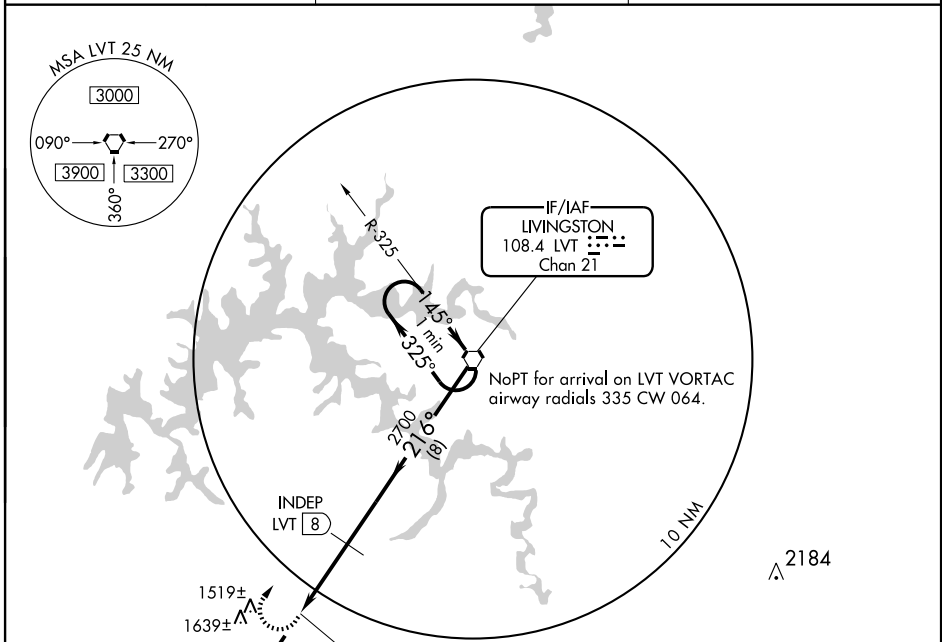 MSA LVT 25 NM
3000
090°
270°
3900
3300
360°
R-325
IF/IAF
LIVINGSTON
108.4 LVT
Chan 21
145°
1 min
325°
NoPT for arrival on LVT VORTAC
airway radials 335 CW 064.
2700
216°
(8)
INDEP
LVT 8
10 NM
2184
1519±
1639±